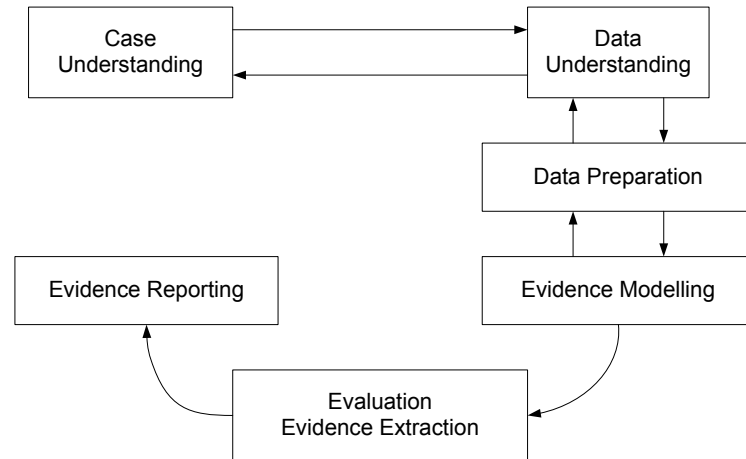 Case
Understanding
Data
Understanding
Data Preparation
Evidence Modelling
Evidence Reporting
Evaluation
Evidence Extraction